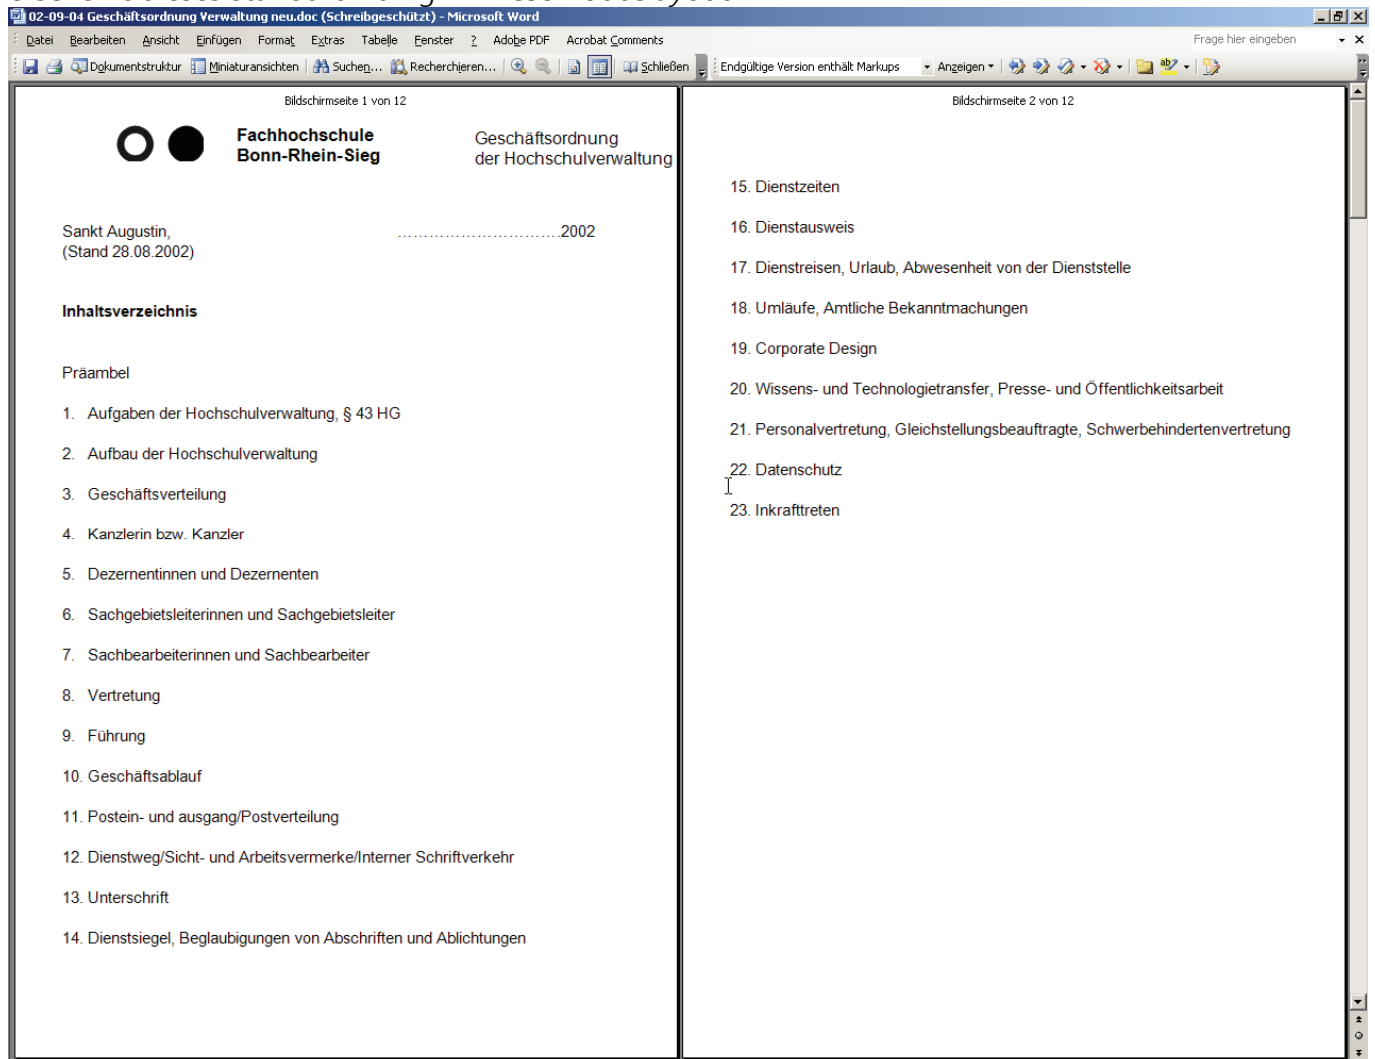 02-09-04 Geschäftsordnung Verwaltung neu.doc (Schreibgeschützt) - Microsoft Word
Datei Bearbeiten Ansicht Einfügen Format Extras Tabelle Fenster ? Adobe PDF Acrobat Comments Frage hier eingeben
Dokumentstruktur Miniaturansichten Suchen... Recherchieren... Schließen Endgültige Version enthält Markups Anzeigen
Bildschirmseite 1 von 12
Fachhochschule
Bonn-Rhein-Sieg
Geschäftsordnung
der Hochschulverwaltung
Sankt Augustin, ………………………….2002
(Stand 28.08.2002)
Inhaltsverzeichnis
Präambel
1. Aufgaben der Hochschulverwaltung, § 43 HG
2. Aufbau der Hochschulverwaltung
3. Geschäftsverteilung
4. Kanzlerin bzw. Kanzler
5. Dezernentinnen und Dezernenten
6. Sachgebietsleiterinnen und Sachgebietsleiter
7. Sachbearbeiterinnen und Sachbearbeiter
8. Vertretung
9. Führung
10. Geschäftsablauf
11. Postein- und ausgang/Postverteilung
12. Dienstweg/Sicht- und Arbeitsvermerke/Interner Schriftverkehr
13. Unterschrift
14. Dienstsiegel, Beglaubigungen von Abschriften und Ablichtungen
Bildschirmseite 2 von 12
15. Dienstzeiten
16. Dienstausweis
17. Dienstreisen, Urlaub, Abwesenheit von der Dienststelle
18. Umläufe, Amtliche Bekanntmachungen
19. Corporate Design
20. Wissens- und Technologietransfer, Presse- und Öffentlichkeitsarbeit
21. Personalvertretung, Gleichstellungsbeauftragte, Schwerbehindertenvertretung
22. Datenschutz
23. Inkrafttreten